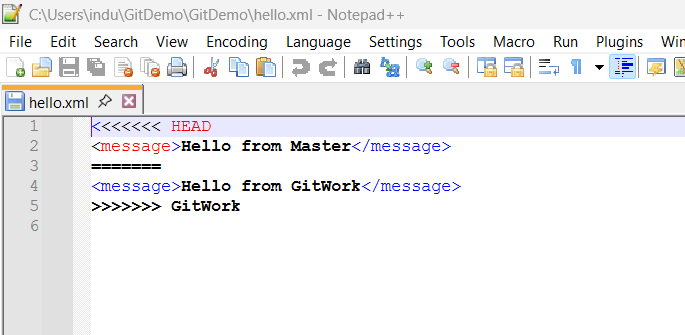 C:\Users\indu\GitDemo\GitDemo\hello.xml - Notepad++
File Edit Search View Encoding Language Settings Tools Macro Run Plugins Win
hello.xml
1 <<<<<<< HEAD
2 <message>Hello from Master</message>
3 =======
4 <message>Hello from GitWork</message>
5 >>>>>>> GitWork
6